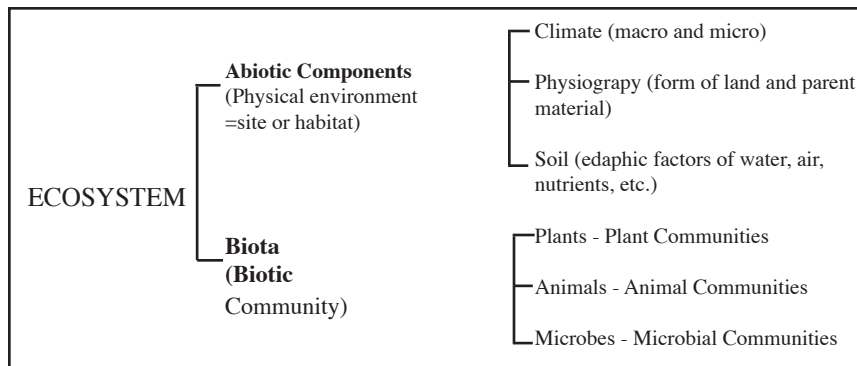 ECOSYSTEM
Abiotic Components
(Physical environment
=site or habitat)
Climate (macro and micro)
Physiograpy (form of land and parent
material)
Soil (edaphic factors of water, air,
nutrients, etc.)
Biota
(Biotic
Community)
Plants - Plant Communities
Animals - Animal Communities
Microbes - Microbial Communities